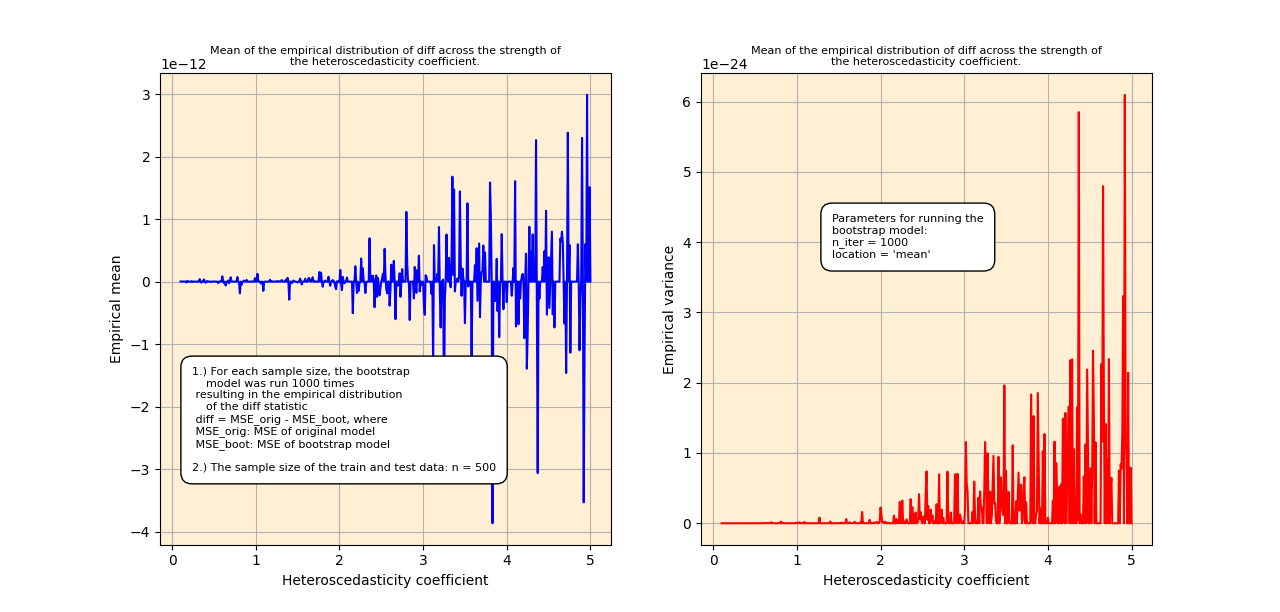 Mean of the empirical distribution of diff across the strength of
the heteroscedasticity coefficient.
1e−12
3
2
1
0
−1
−2
−3
−4
Empirical mean
1.) For each sample size, the bootstrap
model was run 1000 times
resulting in the empirical distribution
of the diff statistic
diff = MSE_orig - MSE_boot, where
MSE_orig: MSE of original model
MSE_boot: MSE of bootstrap model
2.) The sample size of the train and test data: n = 500
0 1 2 3 4 5
Heteroscedasticity coefficient
Mean of the empirical distribution of diff across the strength of
the heteroscedasticity coefficient.
1e−24
6
5
4
3
2
1
0
Empirical variance
Parameters for running the
bootstrap model:
n_iter = 1000
location = 'mean'
0 1 2 3 4 5
Heteroscedasticity coefficient